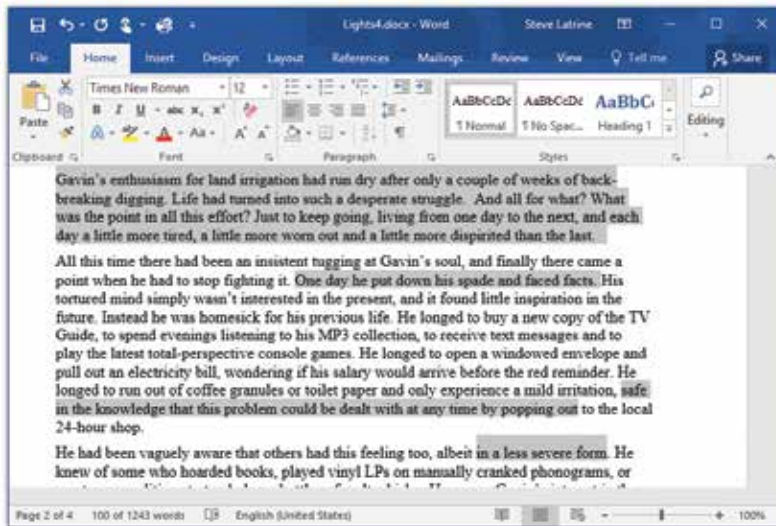 Lights4.docx - Word
Steve Latrine
File Home Insert Design Layout References Mailings Review View Tell me Share
Times New Roman 12
Paste
B I U abc x₂ x²
A A Aa A A
AaBbCcDc AaBbCcDc AaBbC
¶ Normal ¶ No Spac... Heading 1
Editing
Clipboard Font Paragraph Styles
Gavin's enthusiasm for land irrigation had run dry after only a couple of weeks of back-
breaking digging. Life had turned into such a desperate struggle. And all for what? What
was the point in all this effort? Just to keep going, living from one day to the next, and each
day a little more tired, a little more worn out and a little more dispirited than the last.
All this time there had been an insistent tugging at Gavin's soul, and finally there came a
point when he had to stop fighting it. One day he put down his spade and faced facts. His
tortured mind simply wasn't interested in the present, and it found little inspiration in the
future. Instead he was homesick for his previous life. He longed to buy a new copy of the TV
Guide, to spend evenings listening to his MP3 collection, to receive text messages and to
play the latest total-perspective console games. He longed to open a windowed envelope and
pull out an electricity bill, wondering if his salary would arrive before the red reminder. He
longed to run out of coffee granules or toilet paper and only experience a mild irritation, safe
in the knowledge that this problem could be dealt with at any time by popping out to the local
24-hour shop.
He had been vaguely aware that others had this feeling too, albeit in a less severe form. He
knew of some who hoarded books, played vinyl LPs on manually cranked phonograms, or
Page 2 of 4 100 of 1243 words English (United States) 100%